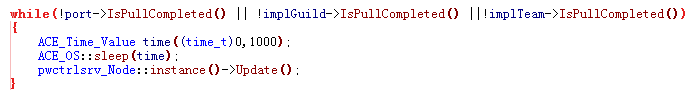 while(!port->IsPullCompleted() || !implGuild->IsPullCompleted() ||!implTeam->IsPullCompleted())
{
ACE_Time_Value time((time_t)0,1000);
ACE_OS::sleep(time);
pwctrlsrv_Node::instance()->Update();
}